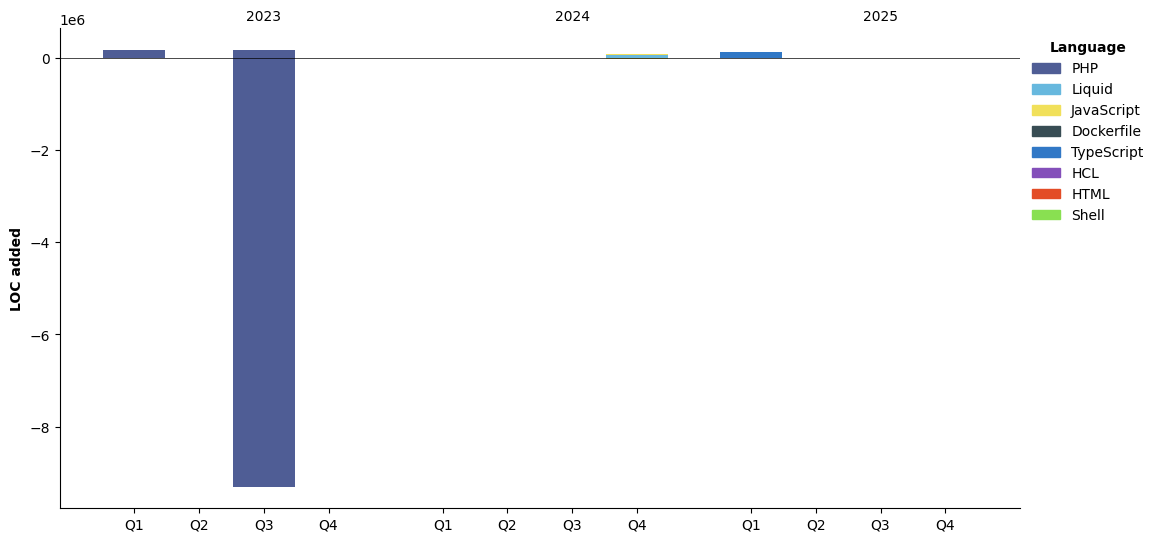 1e6
2023 2024 2025
0
−2
−4
−6
−8
LOC added
Q1 Q2 Q3 Q4 Q1 Q2 Q3 Q4 Q1 Q2 Q3 Q4
Language
PHP
Liquid
JavaScript
Dockerfile
TypeScript
HCL
HTML
Shell